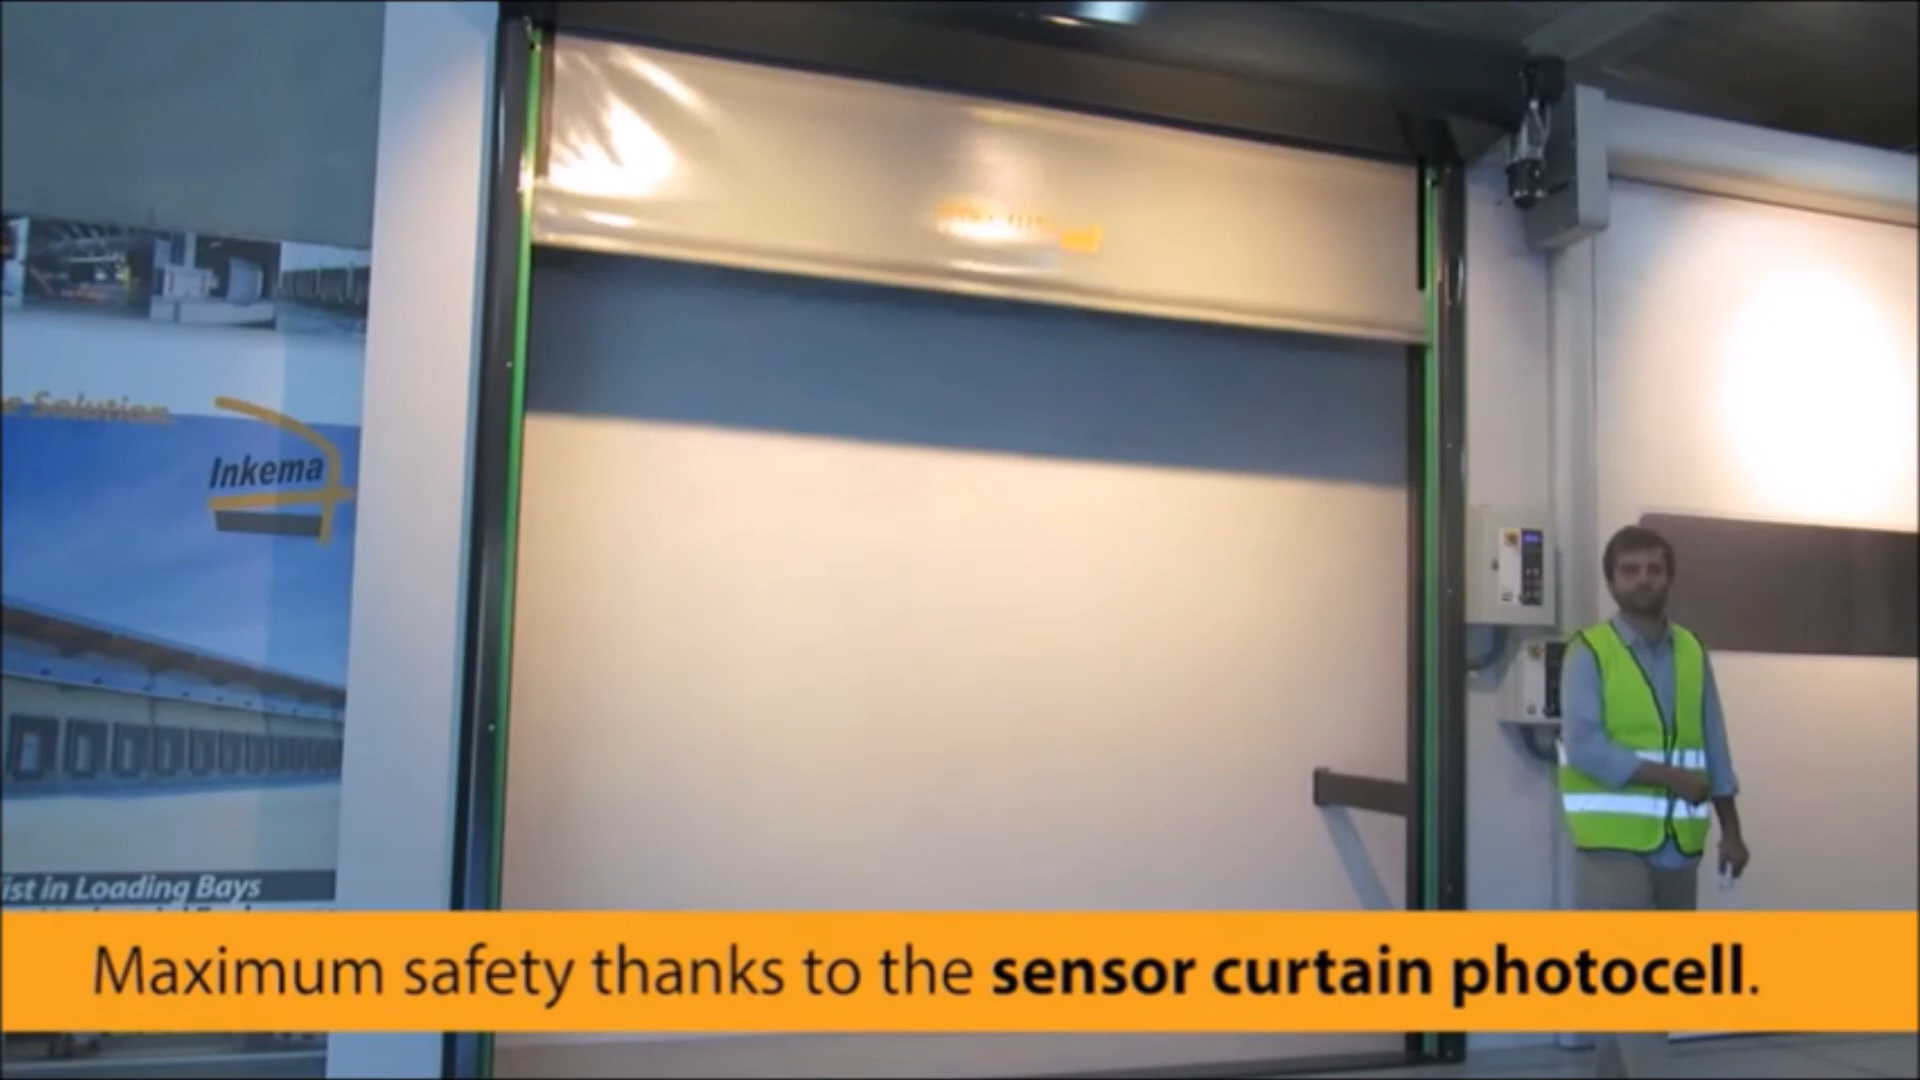 e Solution
Inkema
ist in Loading Bays
Maximum safety thanks to the sensor curtain photocell.